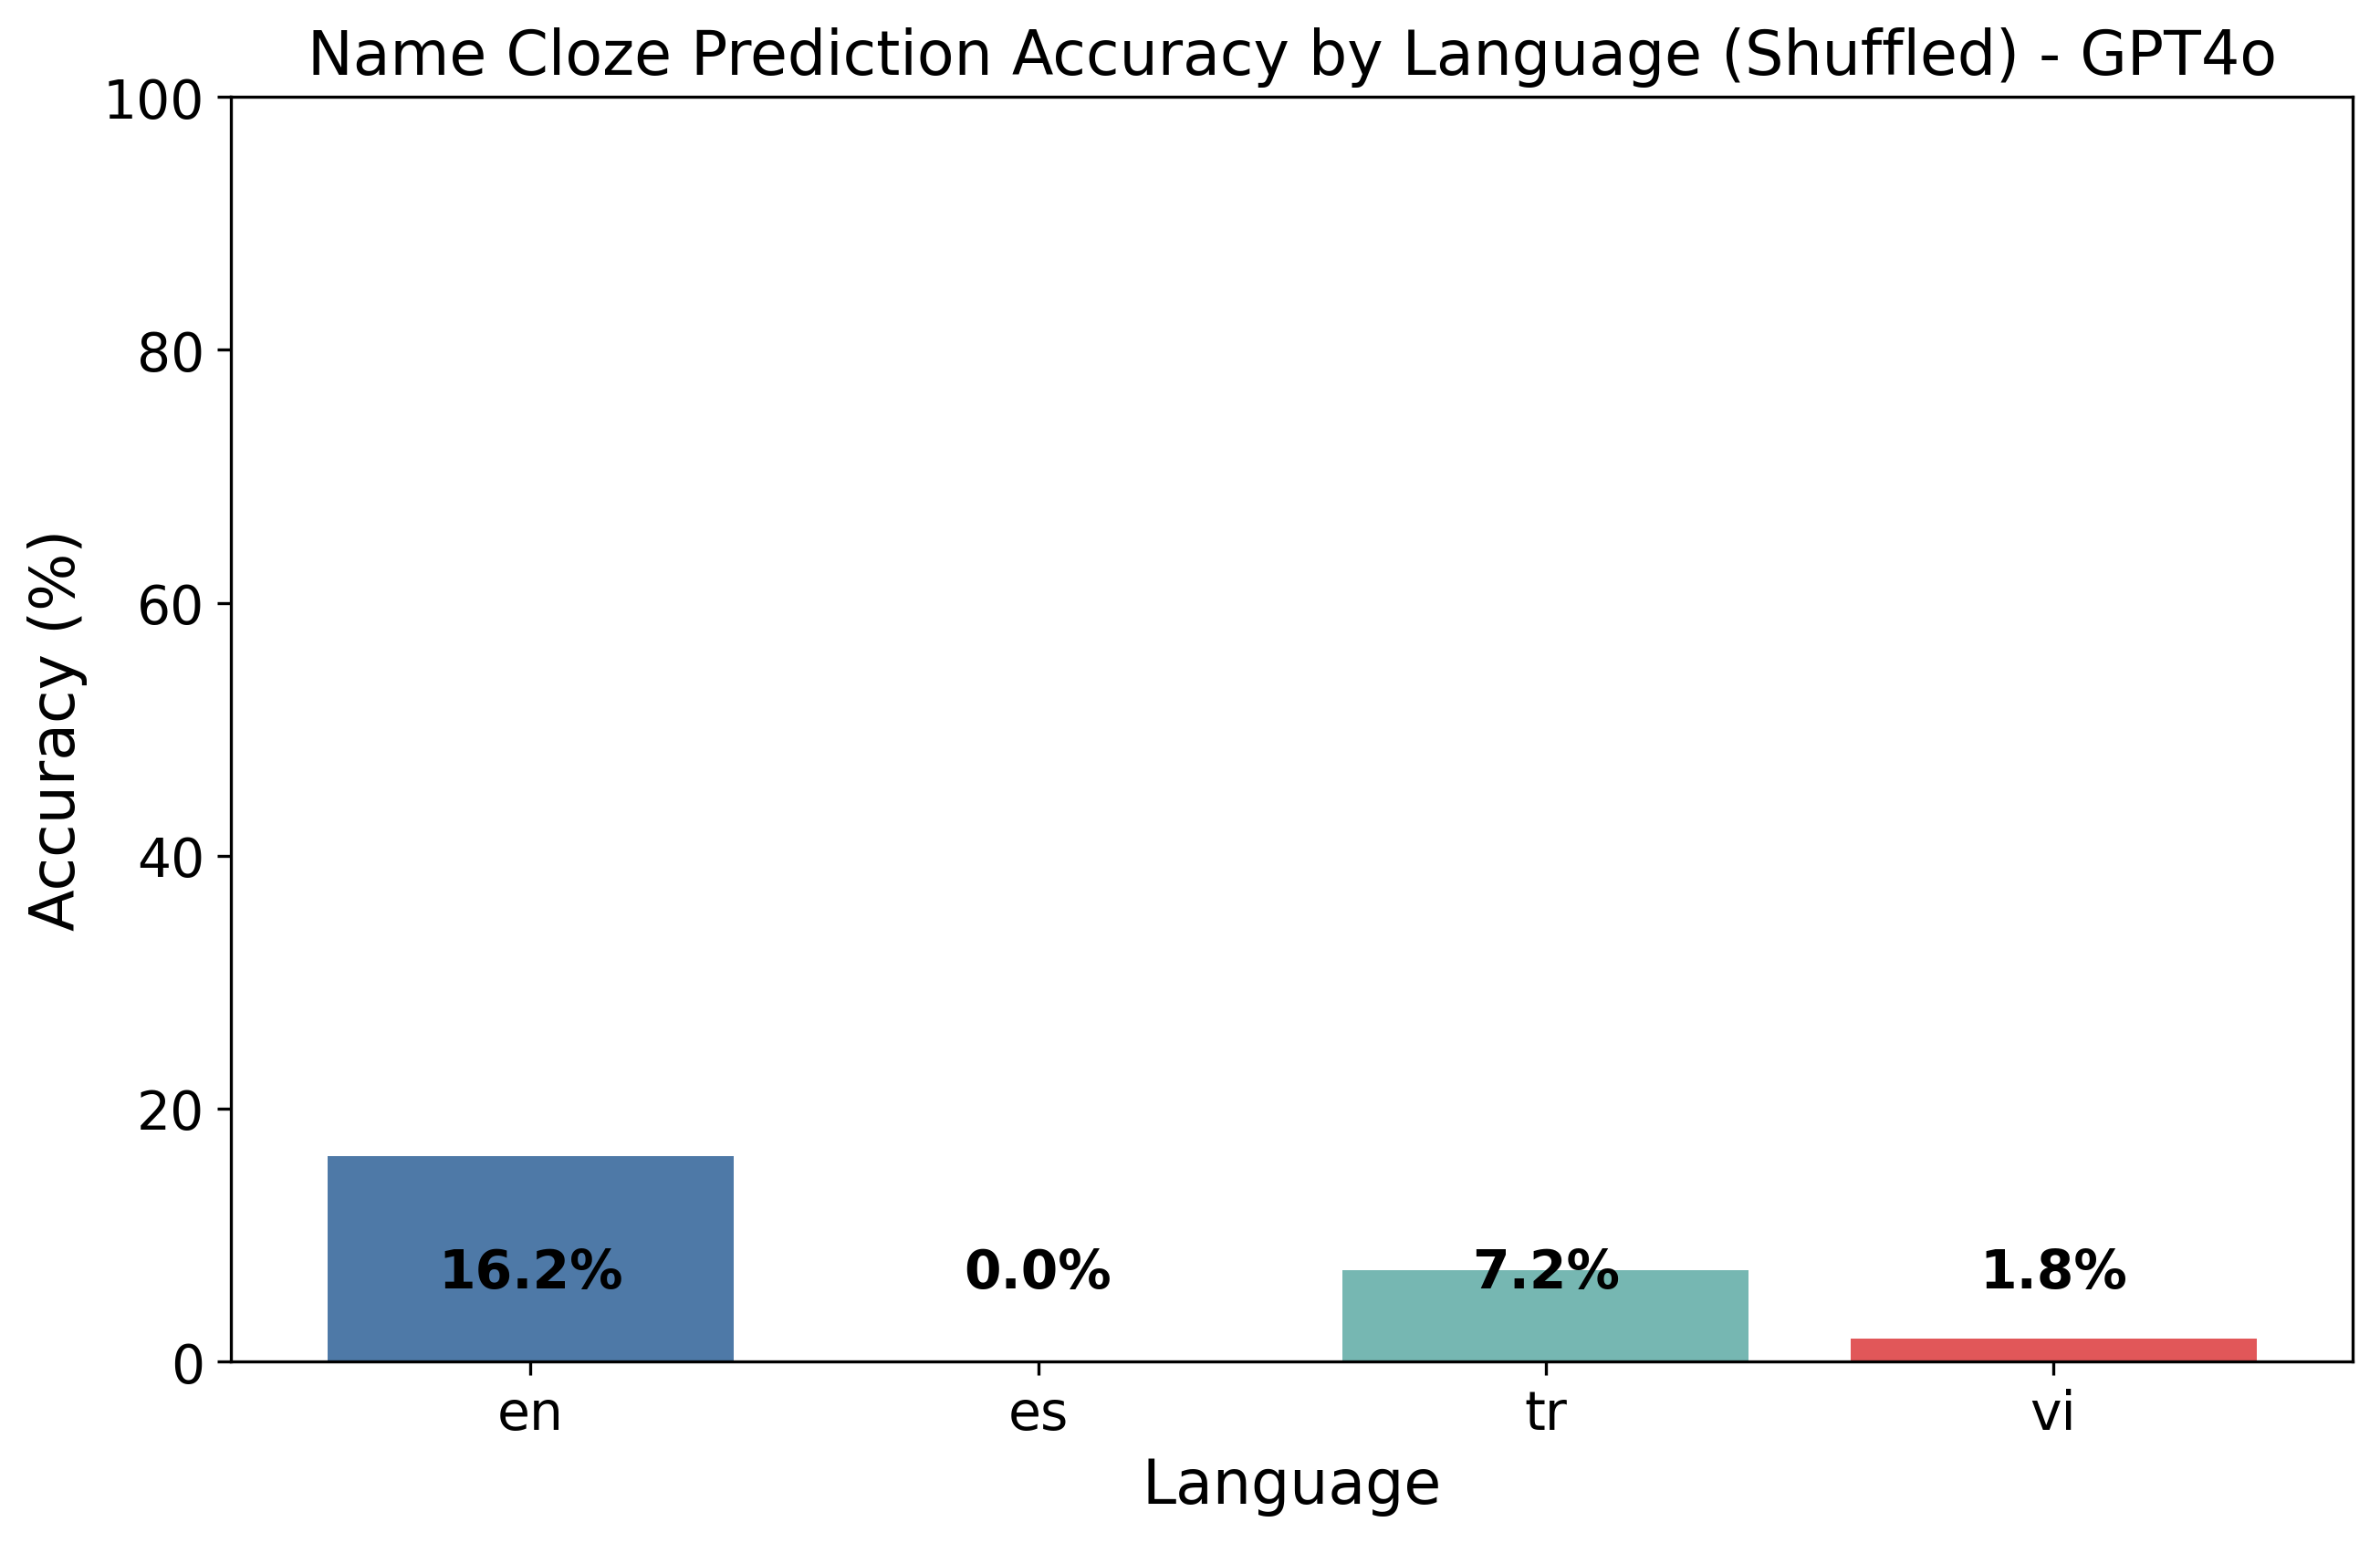 Name Cloze Prediction Accuracy by Language (Shuffled) - GPT4o
Accuracy (%)
100
80
60
40
20
0
16.2%
0.0%
7.2%
1.8%
en
es
tr
vi
Language